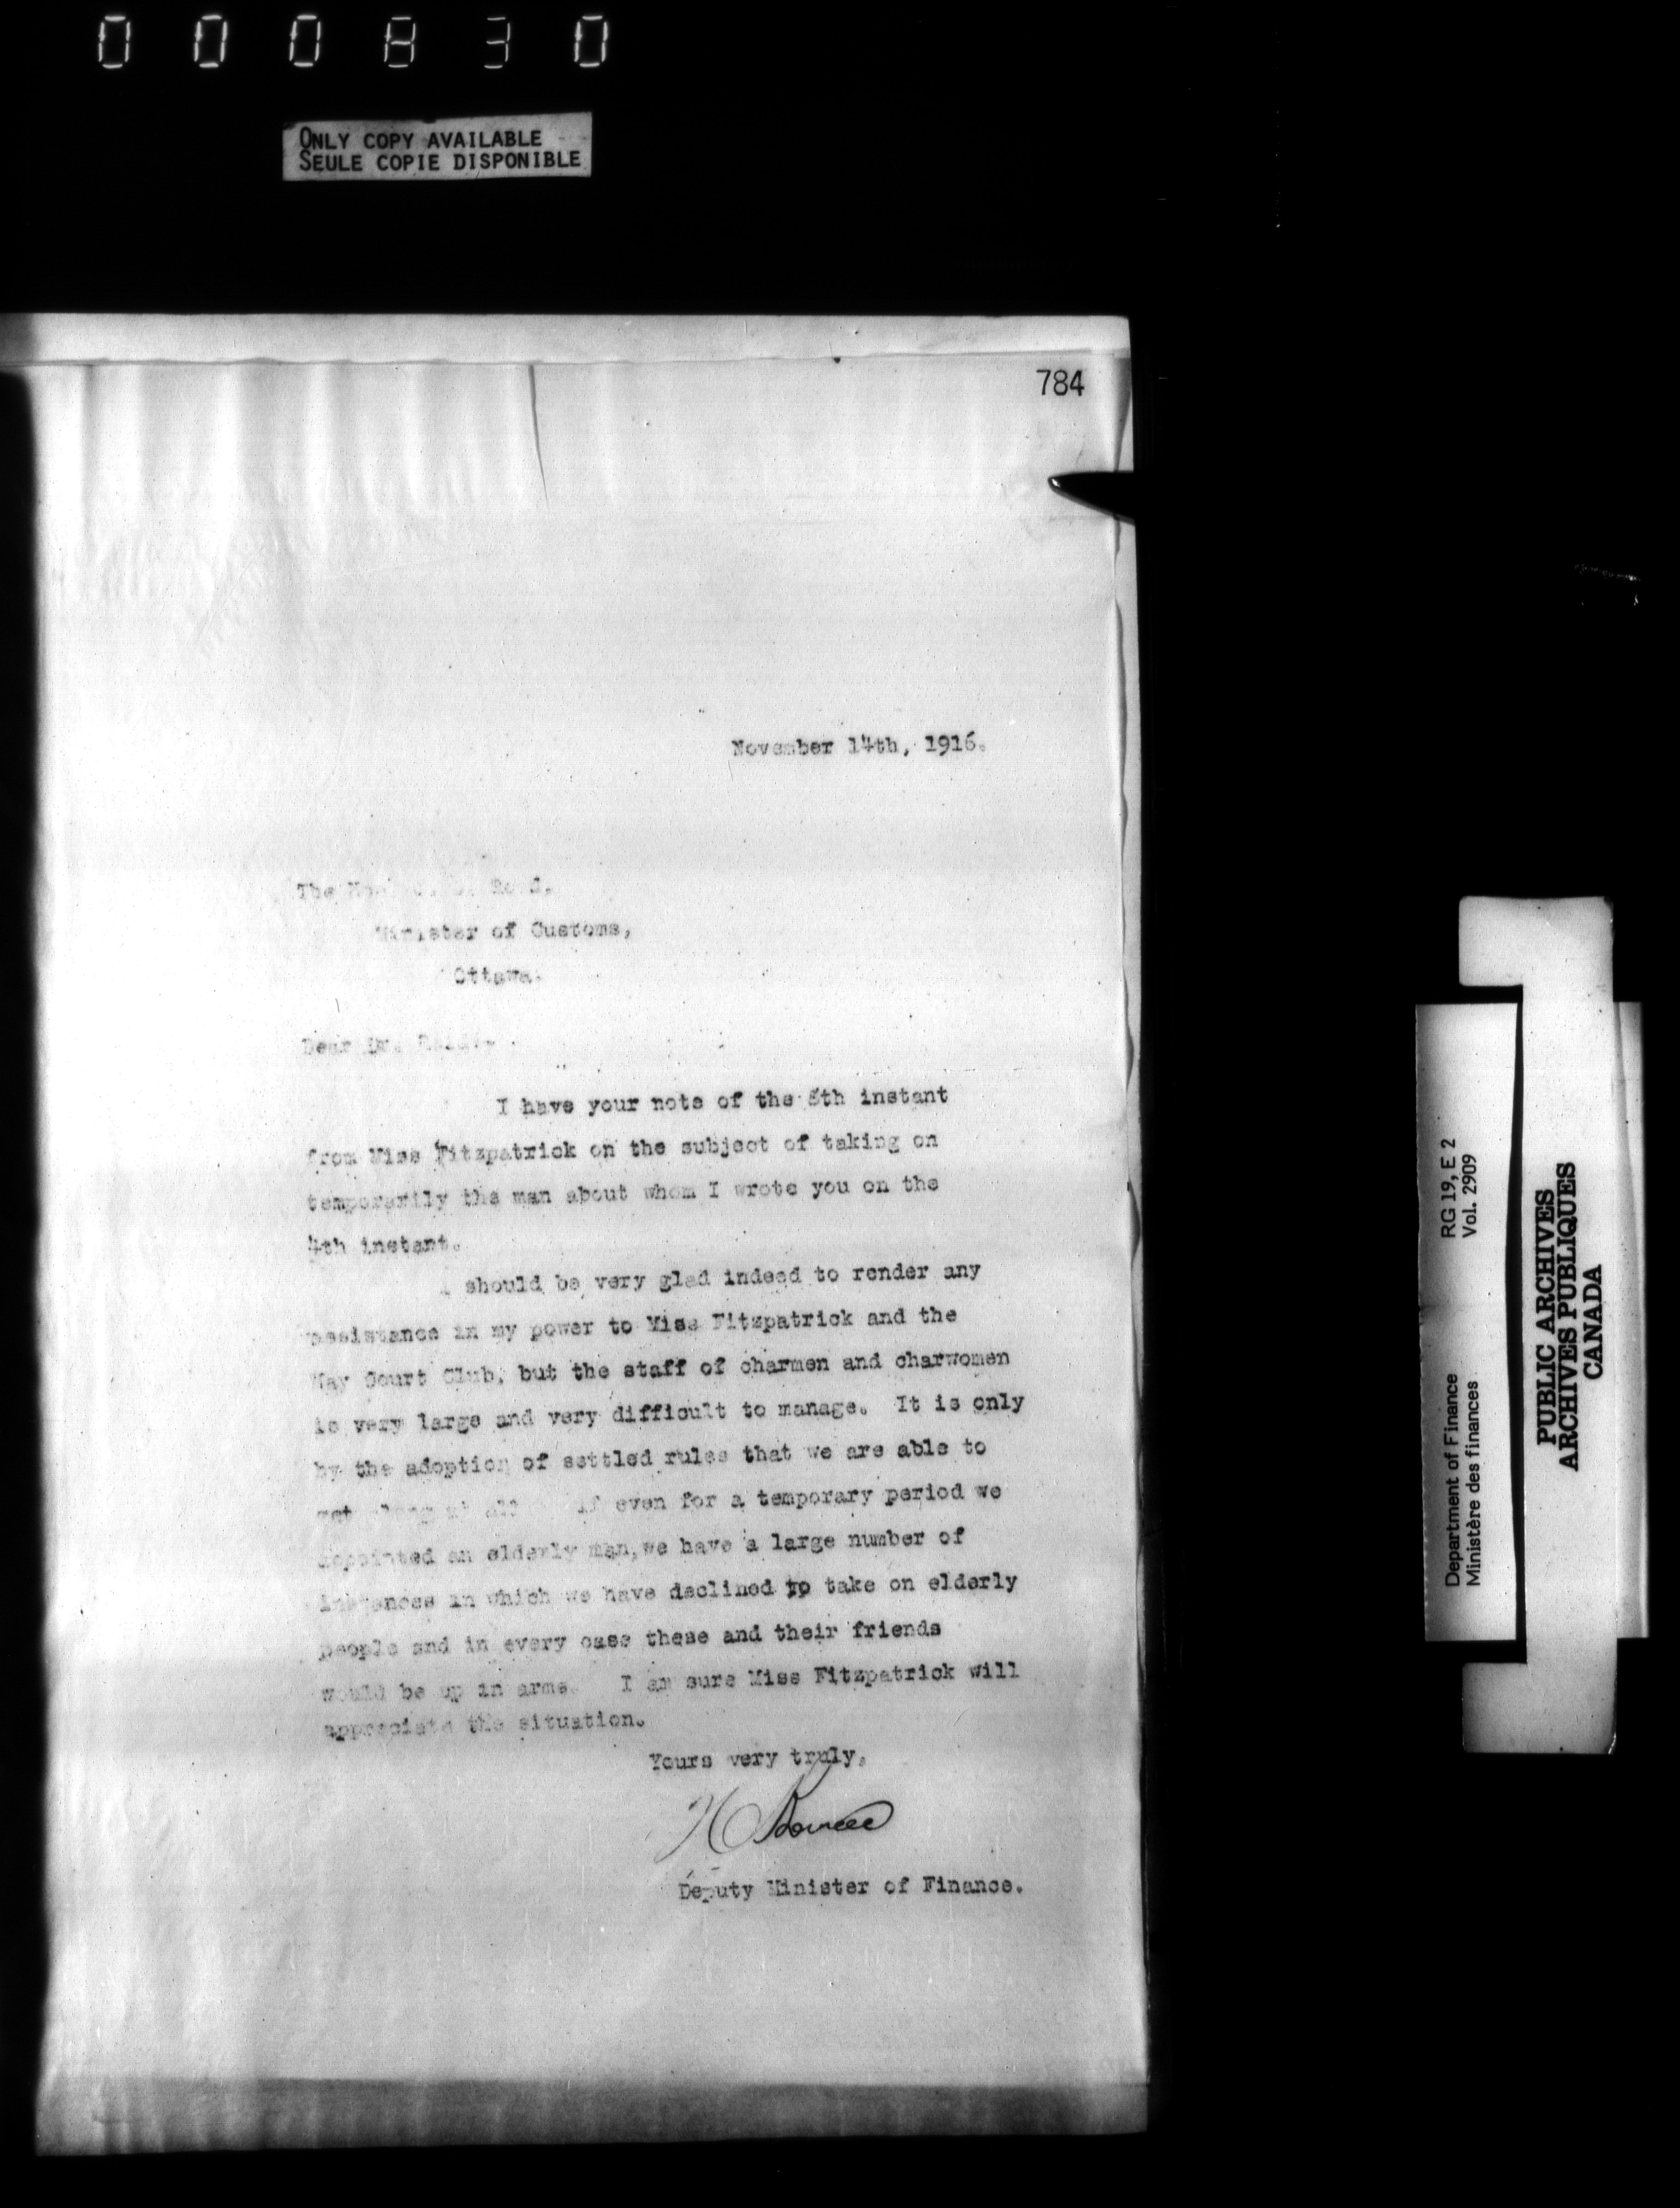 000830
ONLY COPY AVAILABLE
SEULE COPIE DISPONIBLE
784
November 14th, 1916.
The
Minister of Customs,
Ottawa.
Dear Dr.
I have your note of the 8th instant
from Miss Fitzpatrick on the subject of taking on
temporarily the man about whom I wrote you on the
4th instant.
I should be very glad indeed to render any
assistance in my power to Miss Fitzpatrick and the
May Court Club, but the staff of charmen and charwomen
is very large and very difficult to manage. It is only
by the adoption of settled rules that we are able to
get along at all. If even for a temporary period we
appointed an elderly man, we have a large number of
instances in which we have declined to take on elderly
people and in every case these and their friends
would be up in arms. I am sure Miss Fitzpatrick will
appreciate the situation.
Yours very truly,
Deputy Minister of Finance.
Department of Finance RG 19, E 2
Ministère des finances Vol. 2909
PUBLIC ARCHIVES
ARCHIVES PUBLIQUES
CANADA